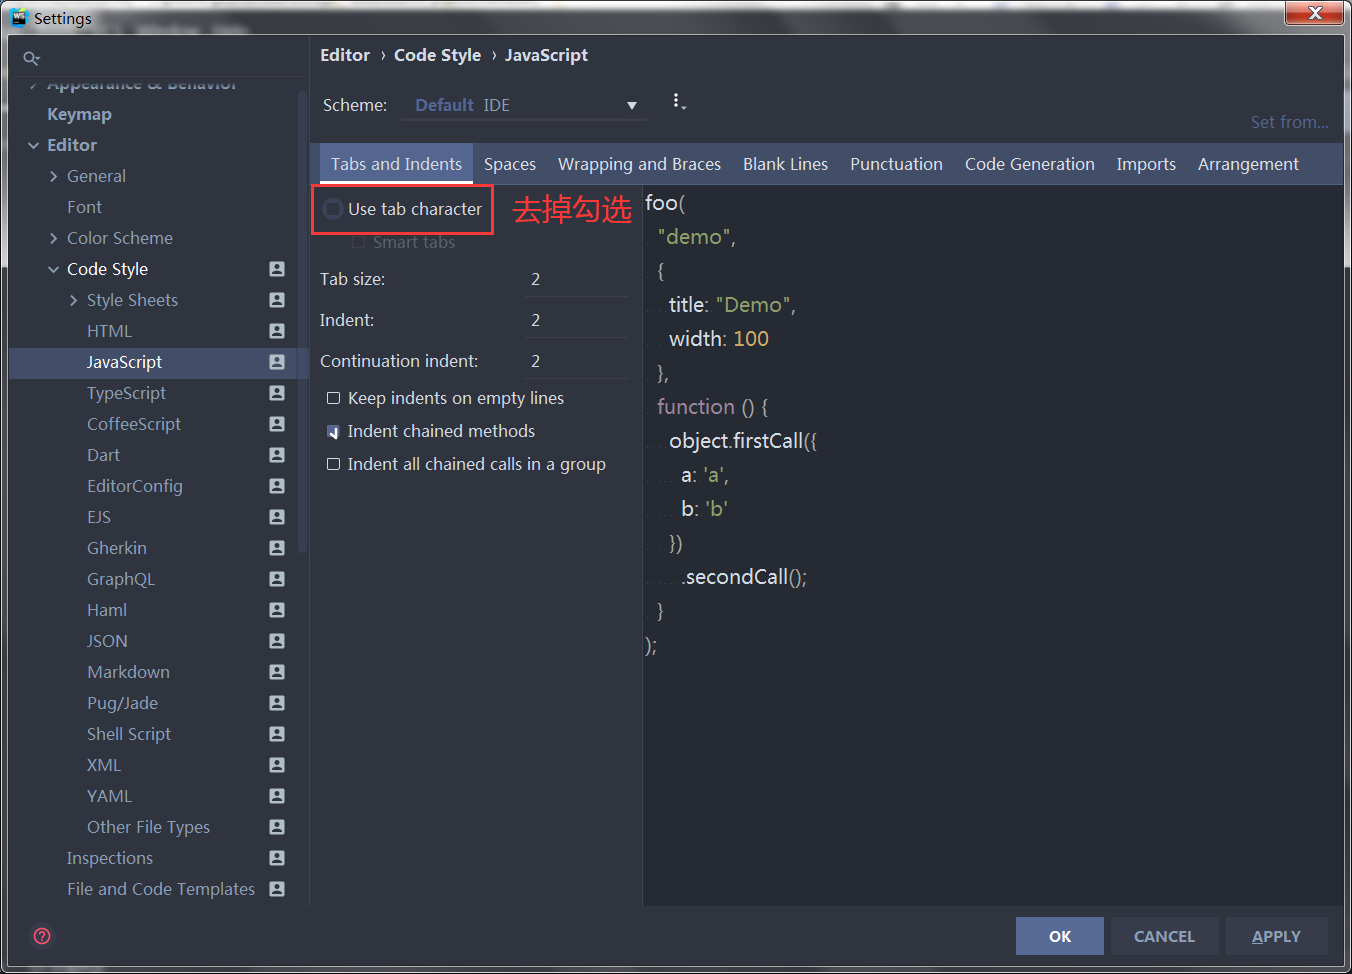 Settings
Appearance & Behavior
Keymap
Editor
General
Font
Color Scheme
Code Style
Style Sheets
HTML
JavaScript
TypeScript
CoffeeScript
Dart
EditorConfig
EJS
Gherkin
GraphQL
Haml
JSON
Markdown
Pug/Jade
Shell Script
XML
YAML
Other File Types
Inspections
File and Code Templates
Editor › Code Style › JavaScript
Scheme: Default IDE
Set from...
Tabs and Indents Spaces Wrapping and Braces Blank Lines Punctuation Code Generation Imports Arrangement
Use tab character 去掉勾选
Smart tabs
Tab size: 2
Indent: 2
Continuation indent: 2
Keep indents on empty lines
Indent chained methods
Indent all chained calls in a group
foo(
"demo",
{
title: "Demo",
width: 100
},
function () {
object.firstCall({
a: 'a',
b: 'b'
})
.secondCall();
}
);
OK CANCEL APPLY